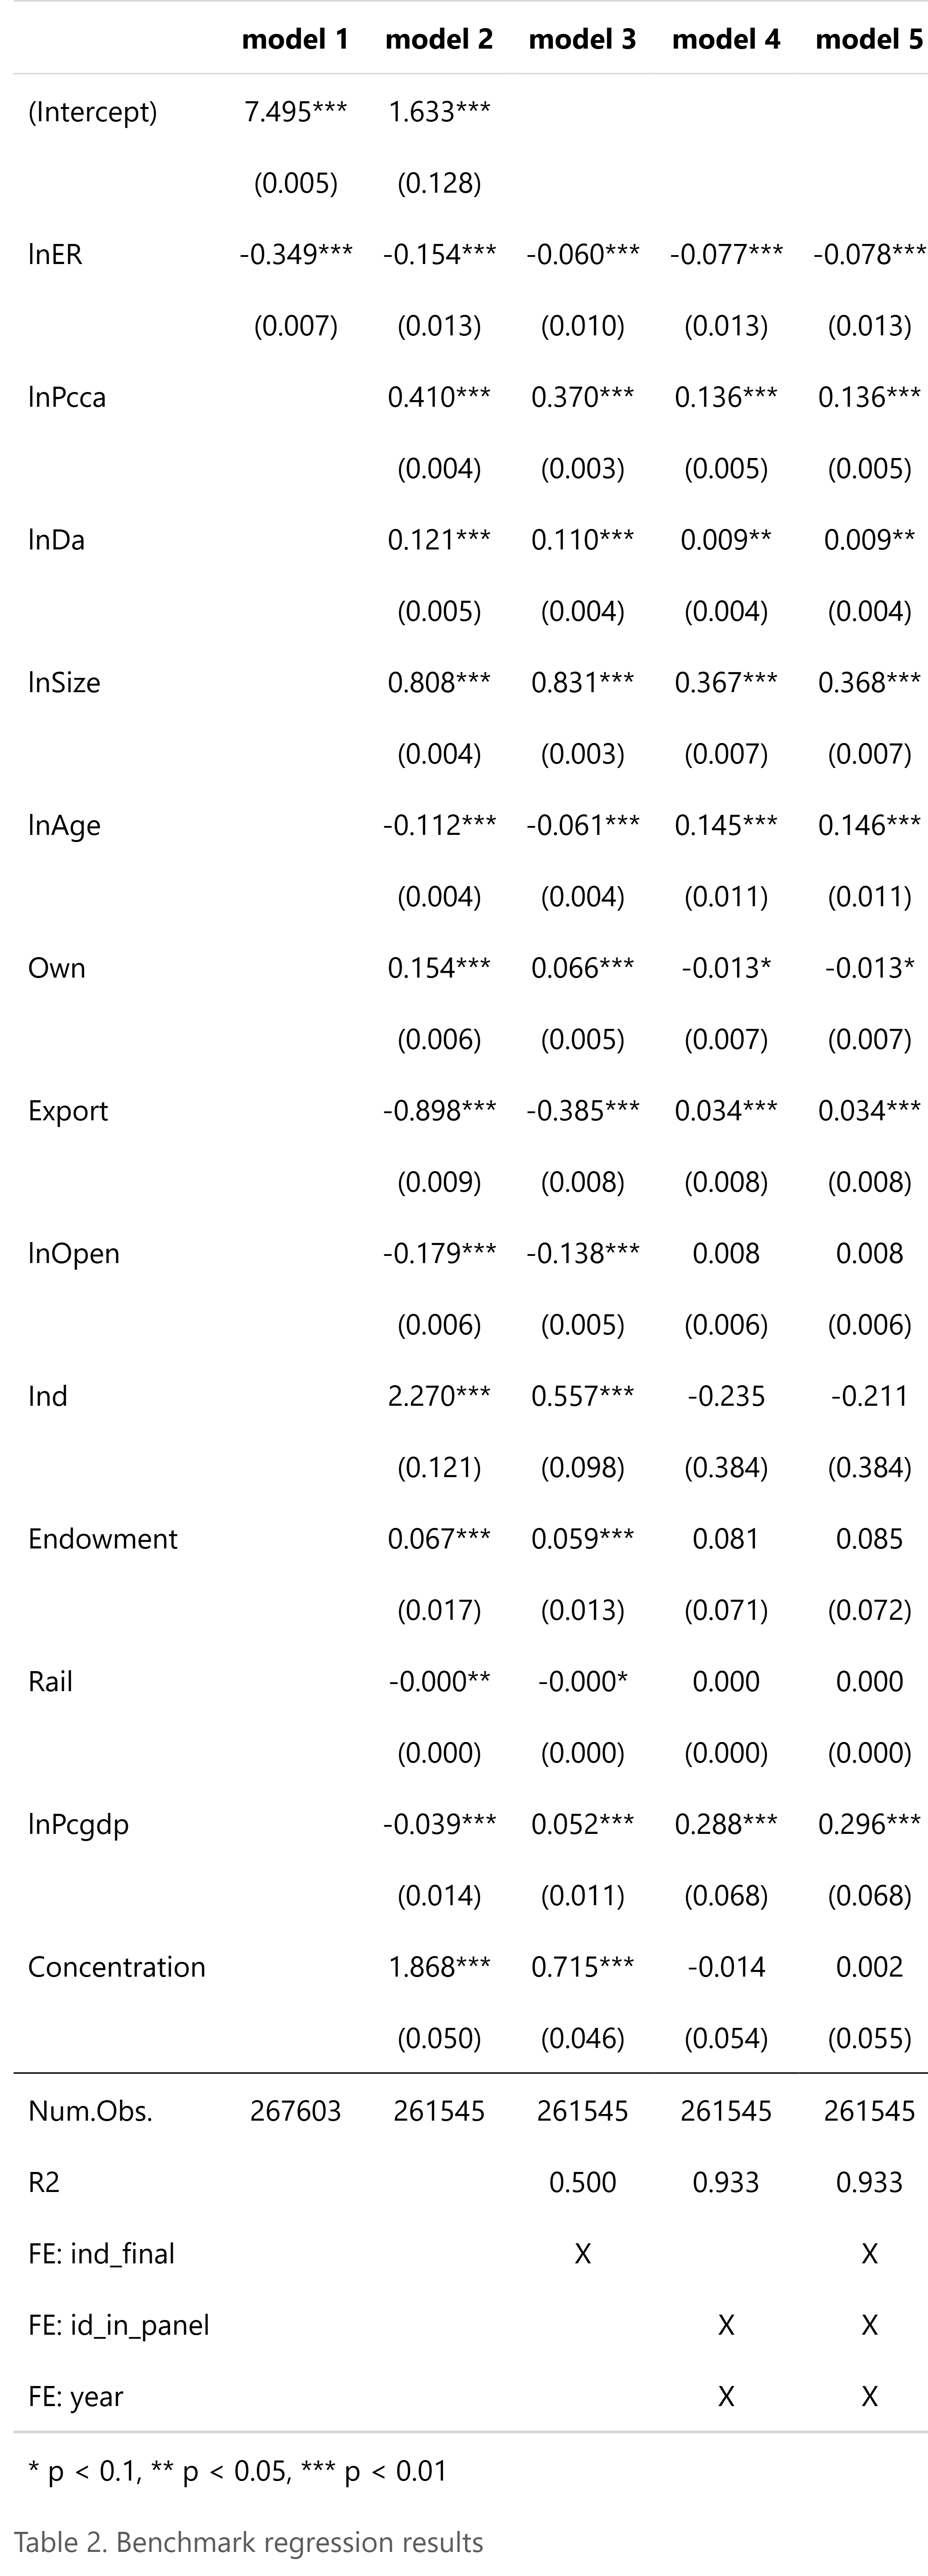 model 1 model 2 model 3 model 4 model 5
(Intercept) 7.495*** 1.633***
(0.005) (0.128)
lnER -0.349*** -0.154*** -0.060*** -0.077*** -0.078***
(0.007) (0.013) (0.010) (0.013) (0.013)
lnPcca 0.410*** 0.370*** 0.136*** 0.136***
(0.004) (0.003) (0.005) (0.005)
lnDa 0.121*** 0.110*** 0.009** 0.009**
(0.005) (0.004) (0.004) (0.004)
lnSize 0.808*** 0.831*** 0.367*** 0.368***
(0.004) (0.003) (0.007) (0.007)
lnAge -0.112*** -0.061*** 0.145*** 0.146***
(0.004) (0.004) (0.011) (0.011)
Own 0.154*** 0.066*** -0.013* -0.013*
(0.006) (0.005) (0.007) (0.007)
Export -0.898*** -0.385*** 0.034*** 0.034***
(0.009) (0.008) (0.008) (0.008)
lnOpen -0.179*** -0.138*** 0.008 0.008
(0.006) (0.005) (0.006) (0.006)
Ind 2.270*** 0.557*** -0.235 -0.211
(0.121) (0.098) (0.384) (0.384)
Endowment 0.067*** 0.059*** 0.081 0.085
(0.017) (0.013) (0.071) (0.072)
Rail -0.000** -0.000* 0.000 0.000
(0.000) (0.000) (0.000) (0.000)
lnPcgdp -0.039*** 0.052*** 0.288*** 0.296***
(0.014) (0.011) (0.068) (0.068)
Concentration 1.868*** 0.715*** -0.014 0.002
(0.050) (0.046) (0.054) (0.055)
Num.Obs. 267603 261545 261545 261545 261545
R2 0.500 0.933 0.933
FE: ind_final X X
FE: id_in_panel X X
FE: year X X
* p < 0.1, ** p < 0.05, *** p < 0.01
Table 2. Benchmark regression results